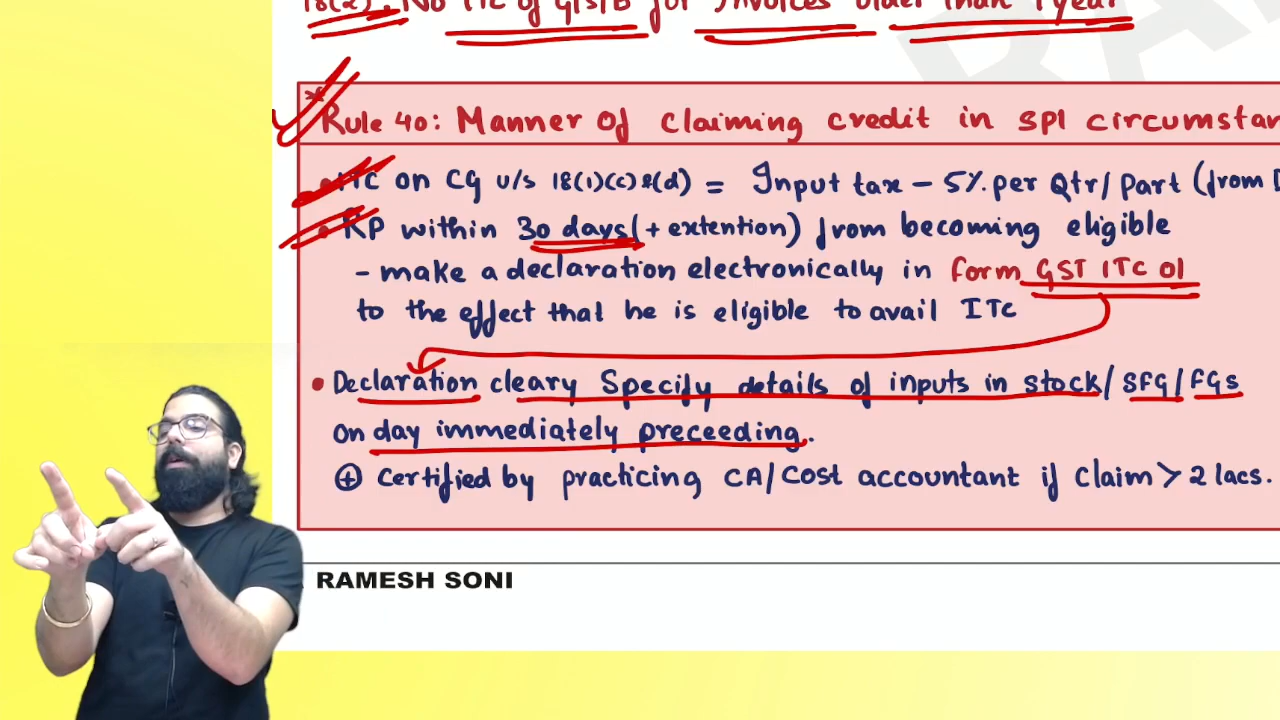 18(2): No ITC of G/S/B for Invoices older than 1 year
* Rule 40: Manner of claiming credit in spl
• ITC on CG u/s 18(1)(c)&(d) = Input tax – 5% per Qtr/Part (from
• RP within 30 days (+ extention) from becoming eligible
- make a declaration electronically in form GST ITC 01
to the effect that he is eligible to avail ITC
• Declaration cleary Specify details of inputs in stock/SFG/FGs
on day immediately preceeding.
⊕ Certified by practicing CA/Cost accountant if Claim > 2 lacs.
RAMESH SONI